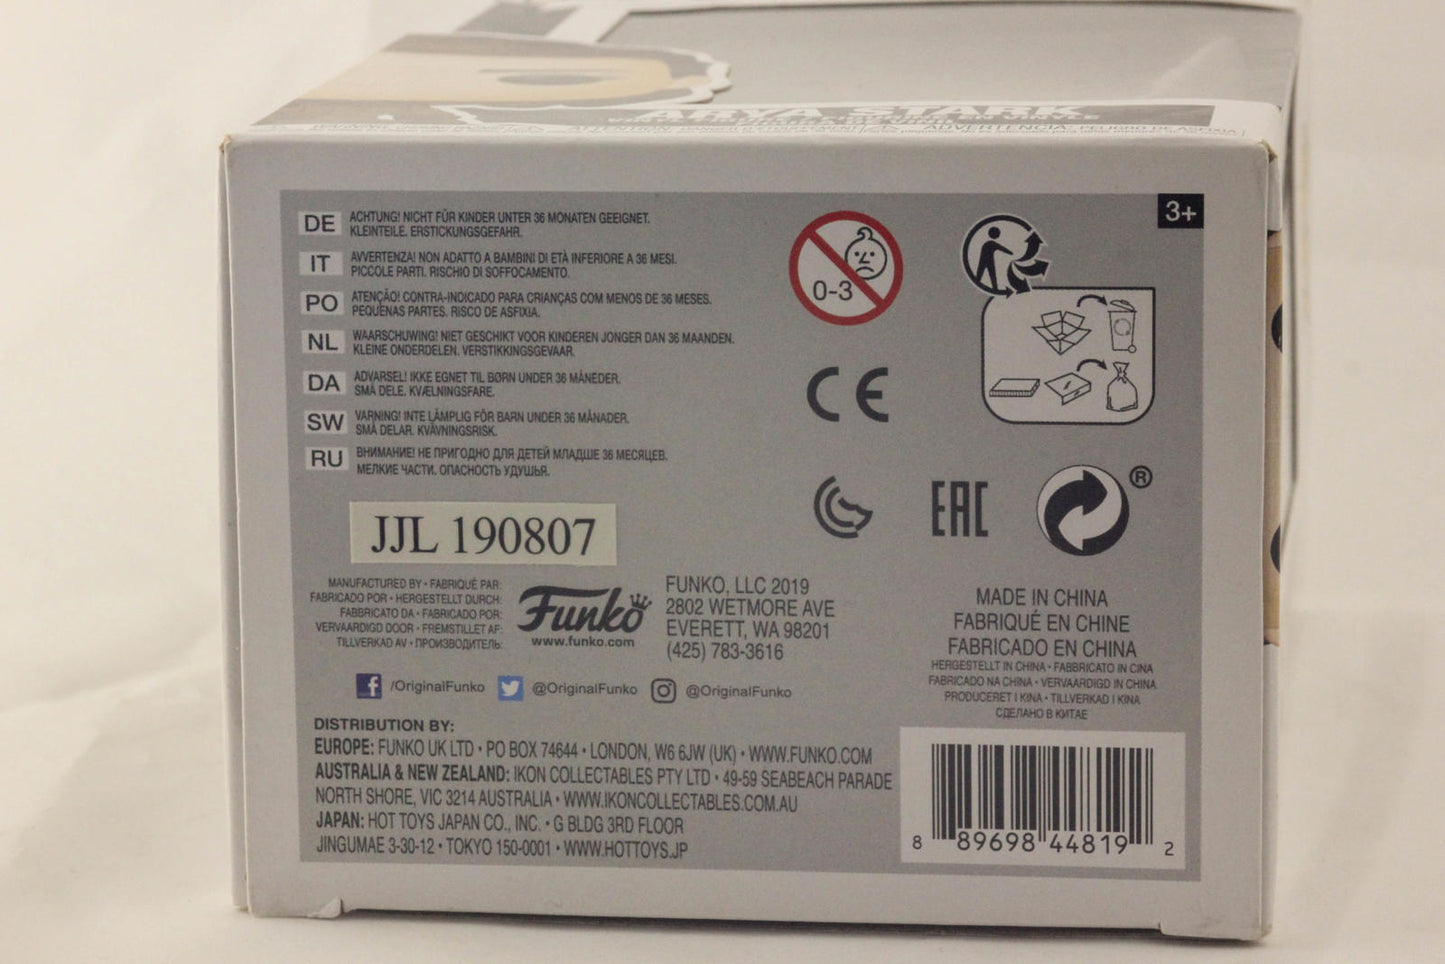 ARYA STARK
ADVERTENCIA: PELIGRO DE ASFIXIA
3+
DE ACHTUNG! NICHT FÜR KINDER UNTER 36 MONATEN GEEIGNET.
KLEINTEILE. ERSTICKUNGSGEFAHR.
IT AVVERTENZA! NON ADATTO A BAMBINI DI ETÀ INFERIORE A 36 MESI.
PICCOLE PARTI. RISCHIO DI SOFFOCAMENTO.
PO ATENÇÃO! CONTRA-INDICADO PARA CRIANÇAS COM MENOS DE 36 MESES.
PEQUENAS PARTES. RISCO DE ASFIXIA.
NL WAARSCHUWING! NIET GESCHIKT VOOR KINDEREN JONGER DAN 36 MAANDEN.
KLEINE ONDERDELEN. VERSTIKKINGSGEVAAR.
DA ADVARSEL! IKKE EGNET TIL BØRN UNDER 36 MÅNEDER.
SMÅ DELE. KVÆLNINGSFARE.
SW VARNING! INTE LÄMPLIG FÖR BARN UNDER 36 MÅNADER.
SMÅ DELAR. KVÄVNINGSRISK.
RU ВНИМАНИЕ! НЕ ПРИГОДНО ДЛЯ ДЕТЕЙ МЛАДШЕ 36 МЕСЯЦЕВ.
МЕЛКИЕ ЧАСТИ. ОПАСНОСТЬ УДУШЬЯ.
0-3
CE
EAC
®
JJL 190807
MANUFACTURED BY • FABRIQUÉ PAR:
FABRICADO POR • HERGESTELLT DURCH:
FABBRICATO DA • FABRICADO POR:
VERVAARDIGD DOOR • FREMSTILLET AF:
TILLVERKAD AV • ПРОИЗВОДИТЕЛЬ:
Funko
www.funko.com
FUNKO, LLC 2019
2802 WETMORE AVE
EVERETT, WA 98201
(425) 783-3616
/OriginalFunko @OriginalFunko @OriginalFunko
MADE IN CHINA
FABRIQUÉ EN CHINE
FABRICADO EN CHINA
HERGESTELLT IN CHINA • FABBRICATO IN CINA
FABRICADO NA CHINA • VERVAARDIGD IN CHINA
PRODUCERET I KINA • TILLVERKAD I KINA
СДЕЛАНО В КИТАЕ
DISTRIBUTION BY:
EUROPE: FUNKO UK LTD • PO BOX 74644 • LONDON, W6 6JW (UK) • WWW.FUNKO.COM
AUSTRALIA & NEW ZEALAND: IKON COLLECTABLES PTY LTD • 49-59 SEABEACH PARADE
NORTH SHORE, VIC 3214 AUSTRALIA • WWW.IKONCOLLECTABLES.COM.AU
JAPAN: HOT TOYS JAPAN CO., INC. • G BLDG 3RD FLOOR
JINGUMAE 3-30-12 • TOKYO 150-0001 • WWW.HOTTOYS.JP
8 89698 44819 2